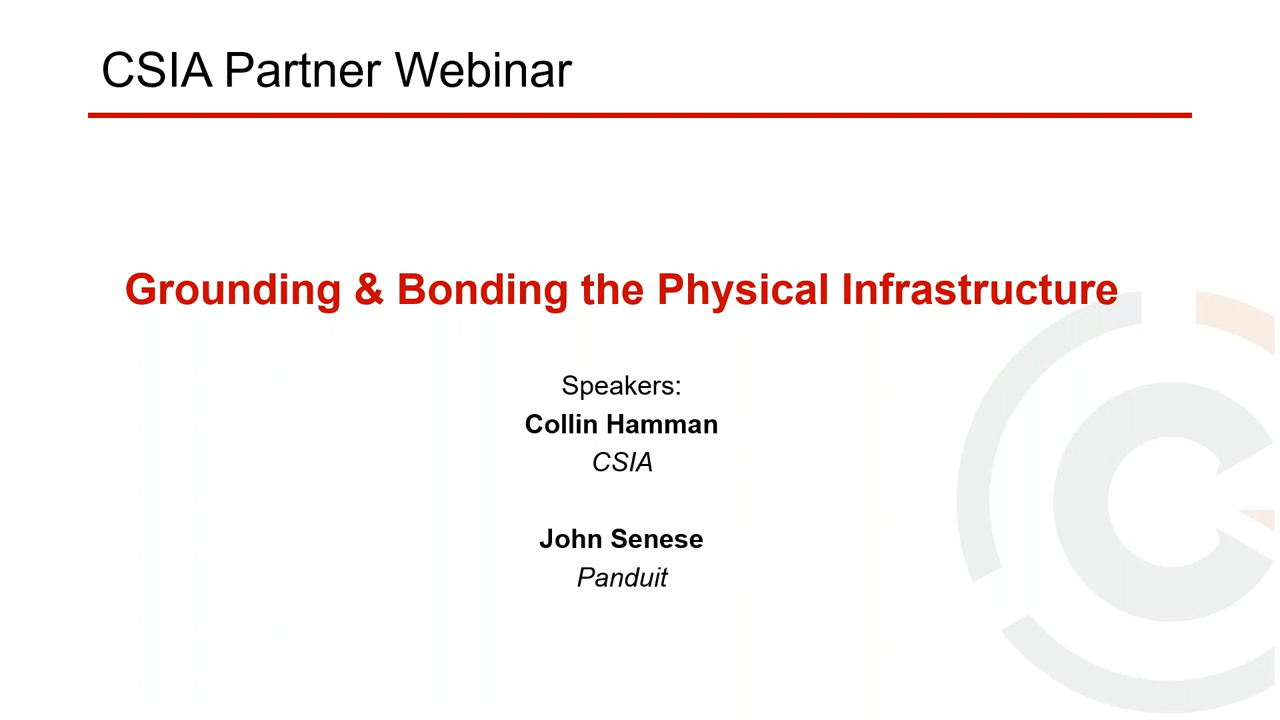 CSIA Partner Webinar
Grounding & Bonding the Physical Infrastructure
Speakers:
Collin Hamman
CSIA
John Senese
Panduit